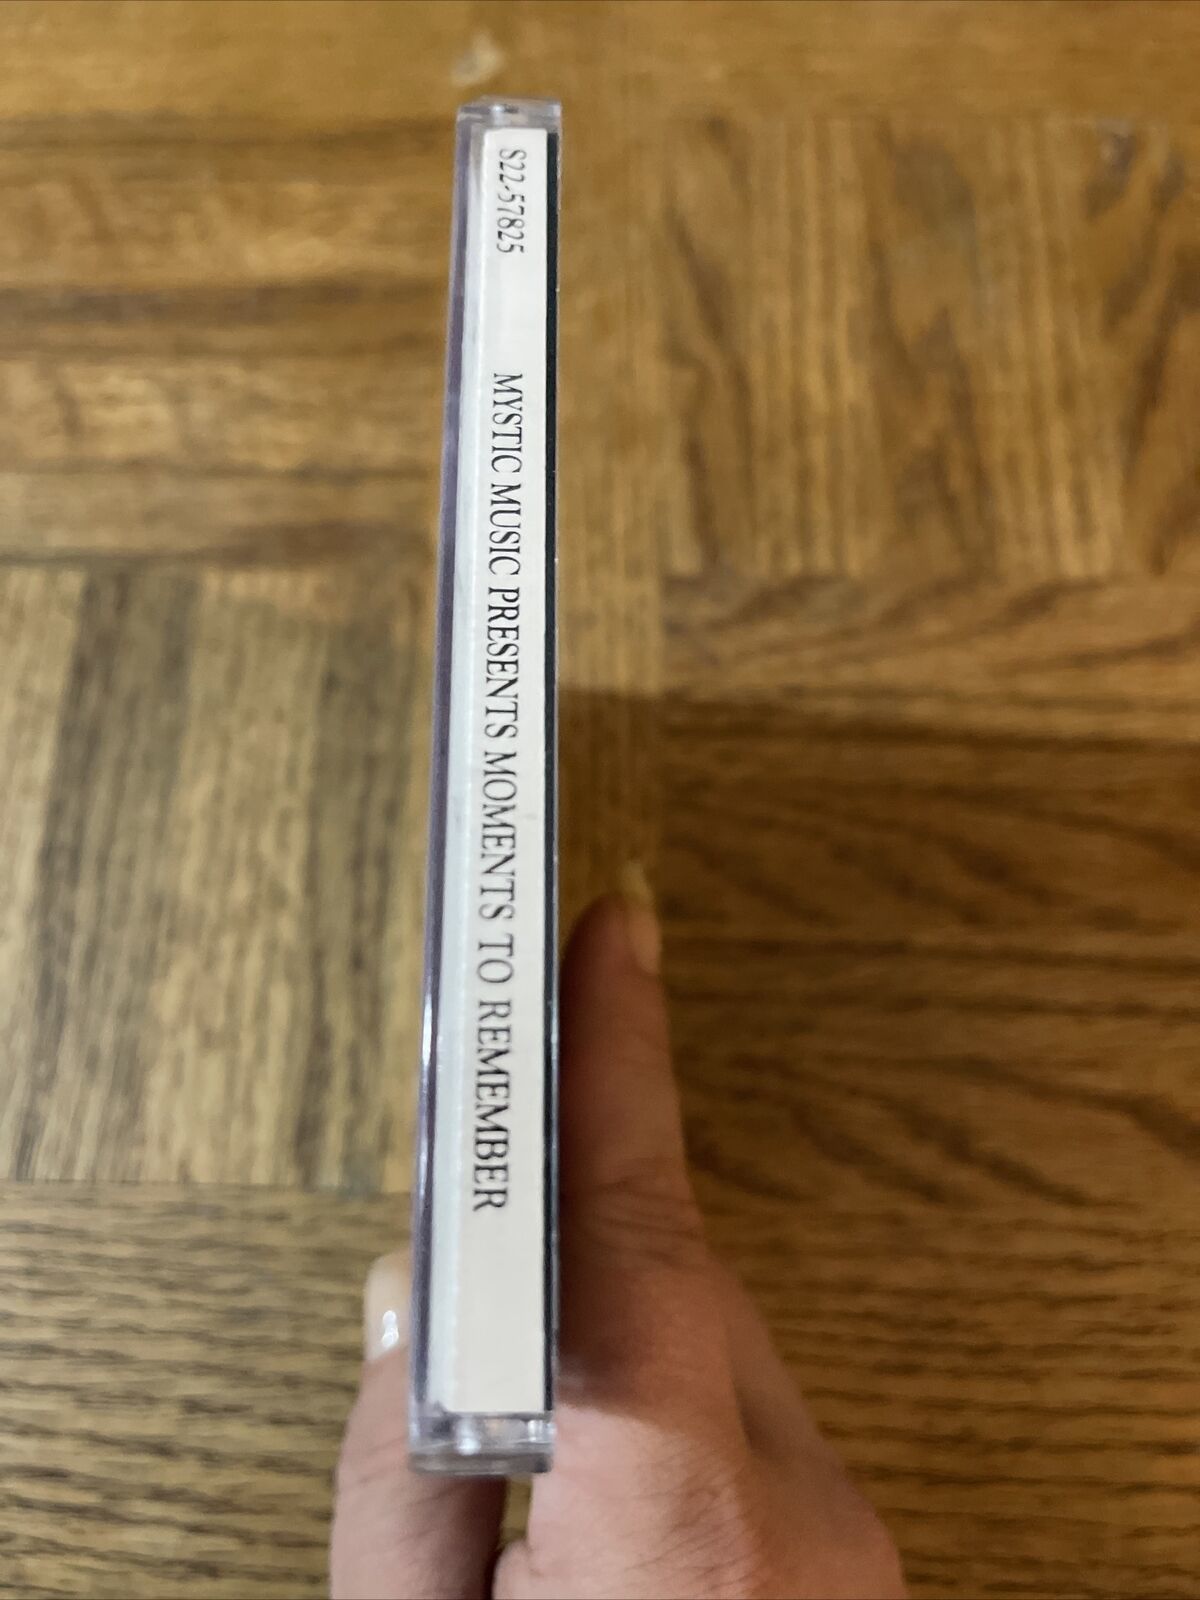 S22-57825
MYSTIC MUSIC PRESENTS MOMENTS TO REMEMBER